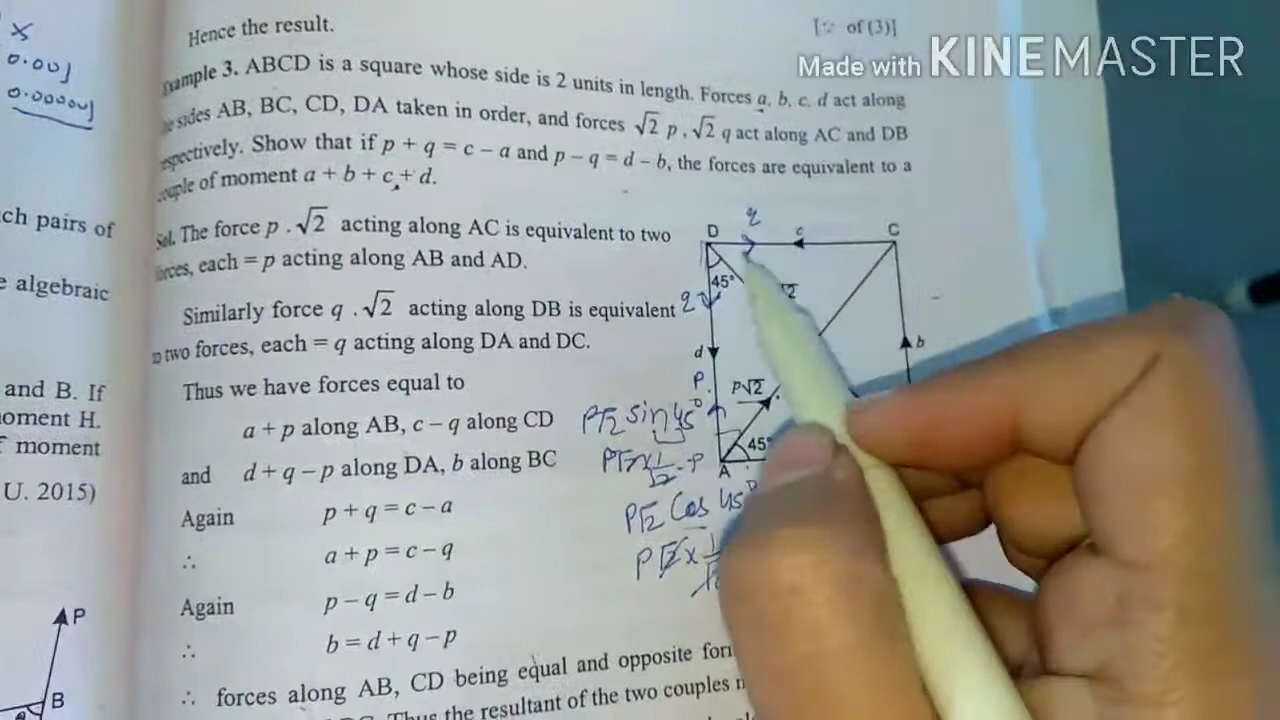 x
0.001
Hence the result.
[∵ of (3)]
Made with KINEMASTER
Example 3. ABCD is a square whose side is 2 units in length. Forces a, b, c, d act along
sides AB, BC, CD, DA taken in order, and forces √2 p . √2 q act along AC and DB
respectively. Show that if p + q = c – a and p – q = d – b, the forces are equivalent to a
couple of moment a + b + c + d.
Sol. The force p . √2 acting along AC is equivalent to two
forces, each = p acting along AB and AD.
Similarly force q . √2 acting along DB is equivalent
to two forces, each = q acting along DA and DC.
Thus we have forces equal to
a + p along AB, c – q along CD
and d + q – p along DA, b along BC
Again p + q = c – a
∴ a + p = c – q
Again p – q = d – b
∴ b = d + q – p
∴ forces along AB, CD being equal and opposite
Thus the resultant of the two couples
ch pairs of
e algebraic
and B. If
oment H.
f moment
U. 2015)
P
B
q
D c C
45°
√2
q
d
b
P
P√2
45°
A
P√2 sin 45°
P√2 × 1/√2 = P
P√2 Cos 45°
P√2 ×